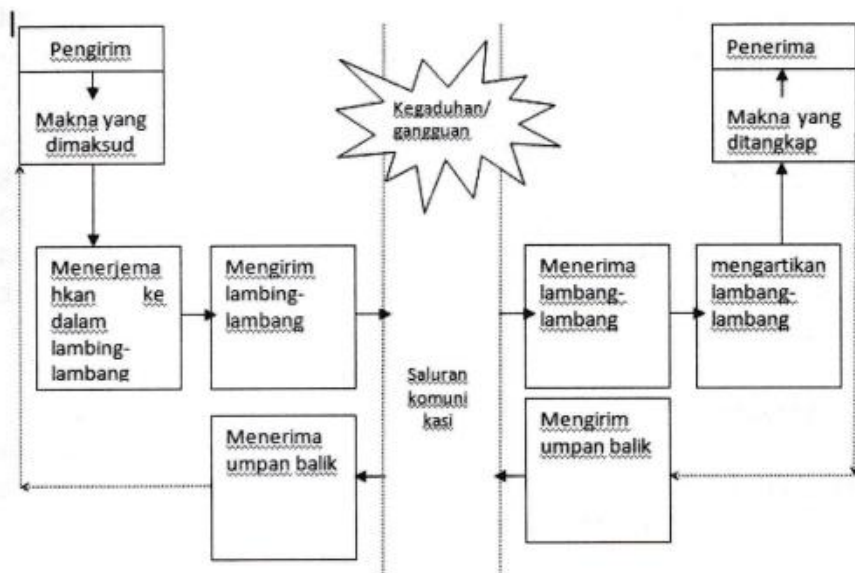 Pengirim
Makna yang
dimaksud
Kegaduhan/
gangguan
Penerima
Makna yang
ditangkap
Menerjema
hkan ke
dalam
lambing-
lambang
Mengirim
lambing-
lambang
Saluran
komuni
kasi
Menerima
lambang-
lambang
mengartikan
lambang-
lambang
Menerima
umpan balik
Mengirim
umpan balik